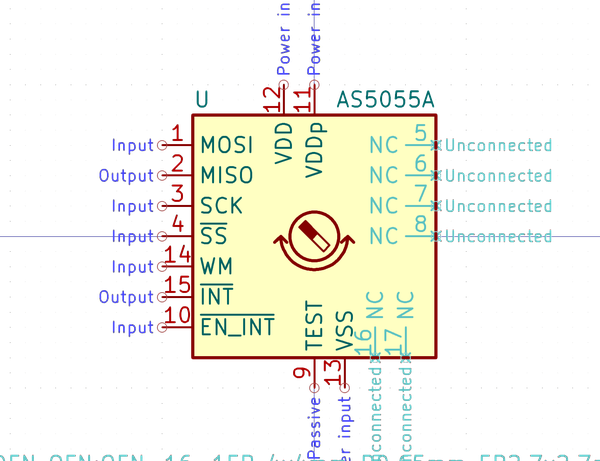 Power in
Power in
12
11
U
AS5055A
VDD
VDDp
Input 1 MOSI
NC 5 Unconnected
Output 2 MISO
NC 6 Unconnected
Input 3 SCK
NC 7 Unconnected
Input 4 SS
NC 8 Unconnected
Input 14 WM
Output 15 INT
Input 10 EN_INT
TEST
VSS
NC
NC
16
17
9
13
Passive